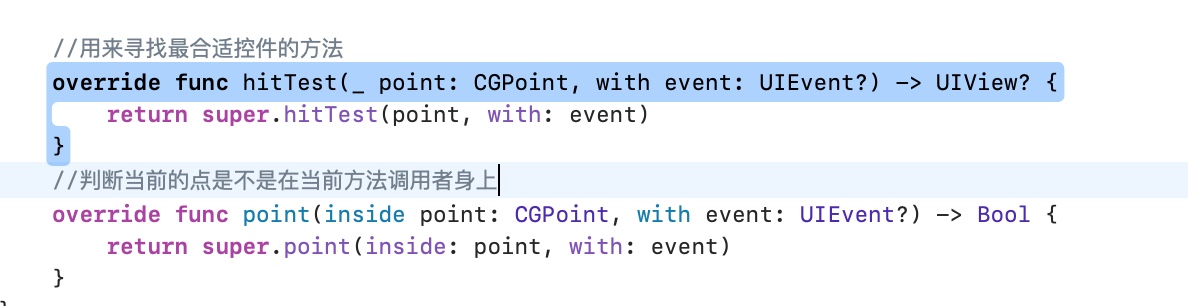 //用来寻找最合适控件的方法
override func hitTest(_ point: CGPoint, with event: UIEvent?) -> UIView? {
    return super.hitTest(point, with: event)
}
//判断当前的点是不是在当前方法调用者身上
override func point(inside point: CGPoint, with event: UIEvent?) -> Bool {
    return super.point(inside: point, with: event)
}
}